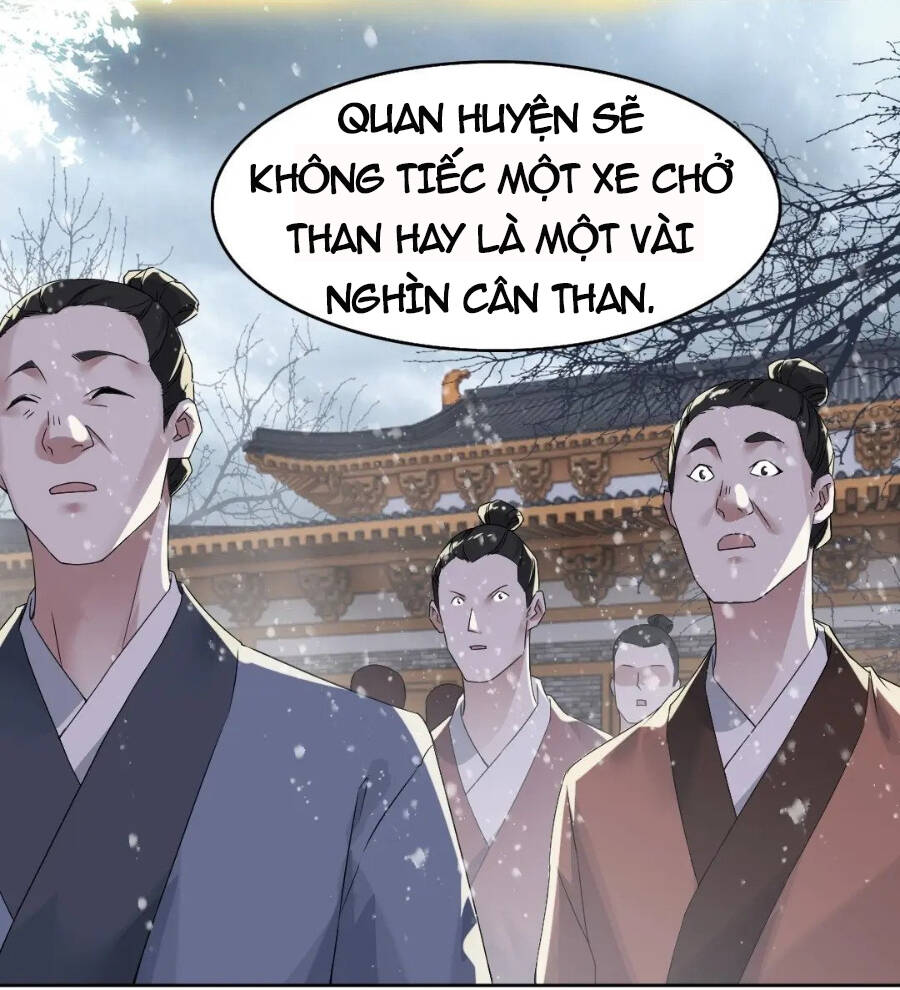 QUAN HUYỆN SẼ
KHÔNG TIẾC MỘT XE CHỞ
THAN HAY LÀ MỘT VÀI
NGHÌN CÂN THAN.